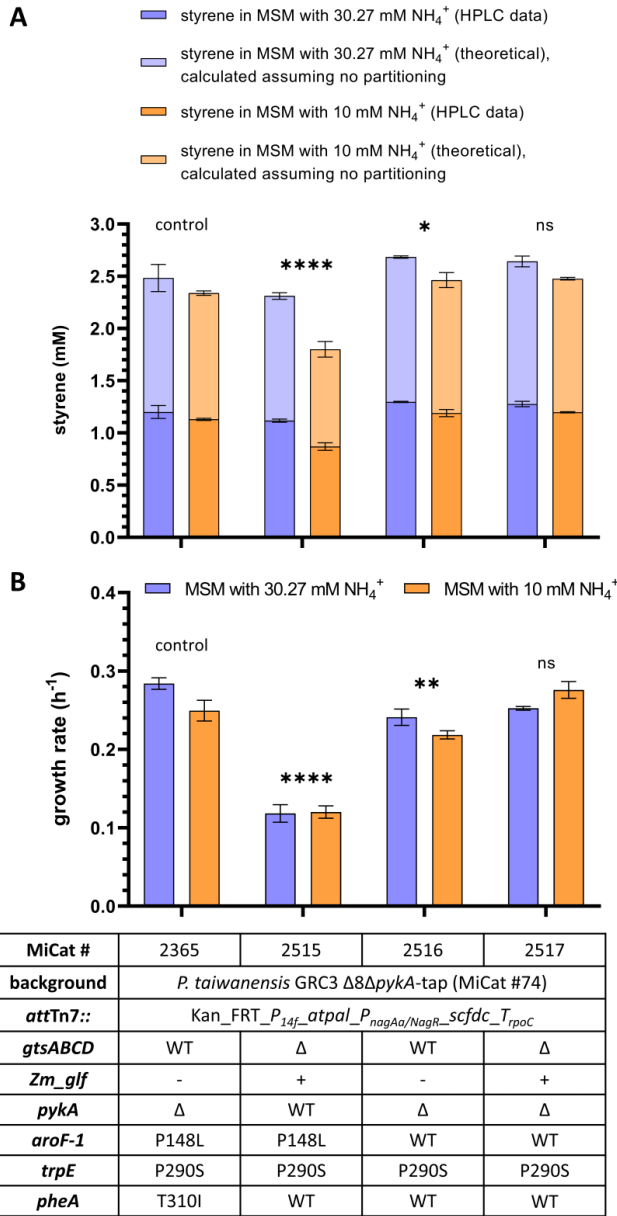 A
styrene in MSM with 30.27 mM NH₄⁺ (HPLC data)
styrene in MSM with 30.27 mM NH₄⁺ (theoretical),
calculated assuming no partitioning
styrene in MSM with 10 mM NH₄⁺ (HPLC data)
styrene in MSM with 10 mM NH₄⁺ (theoretical),
calculated assuming no partitioning
3.0
2.5
2.0
1.5
1.0
0.5
0.0
styrene (mM)
control
****
*
ns
B
MSM with 30.27 mM NH₄⁺ MSM with 10 mM NH₄⁺
0.4
0.3
0.2
0.1
0.0
growth rate (h⁻¹)
control
****
**
ns
MiCat # 2365 2515 2516 2517
background P. taiwanensis GRC3 Δ8ΔpykA-tap (MiCat #74)
attTn7:: Kan_FRT_P₁₄f_atpal_PnagAa/NagR_scfdc_TrpoC
gtsABCD WT Δ WT Δ
Zm_glf - + - +
pykA Δ WT Δ Δ
aroF-1 P148L P148L WT WT
trpE P290S P290S P290S P290S
pheA T310I WT WT WT